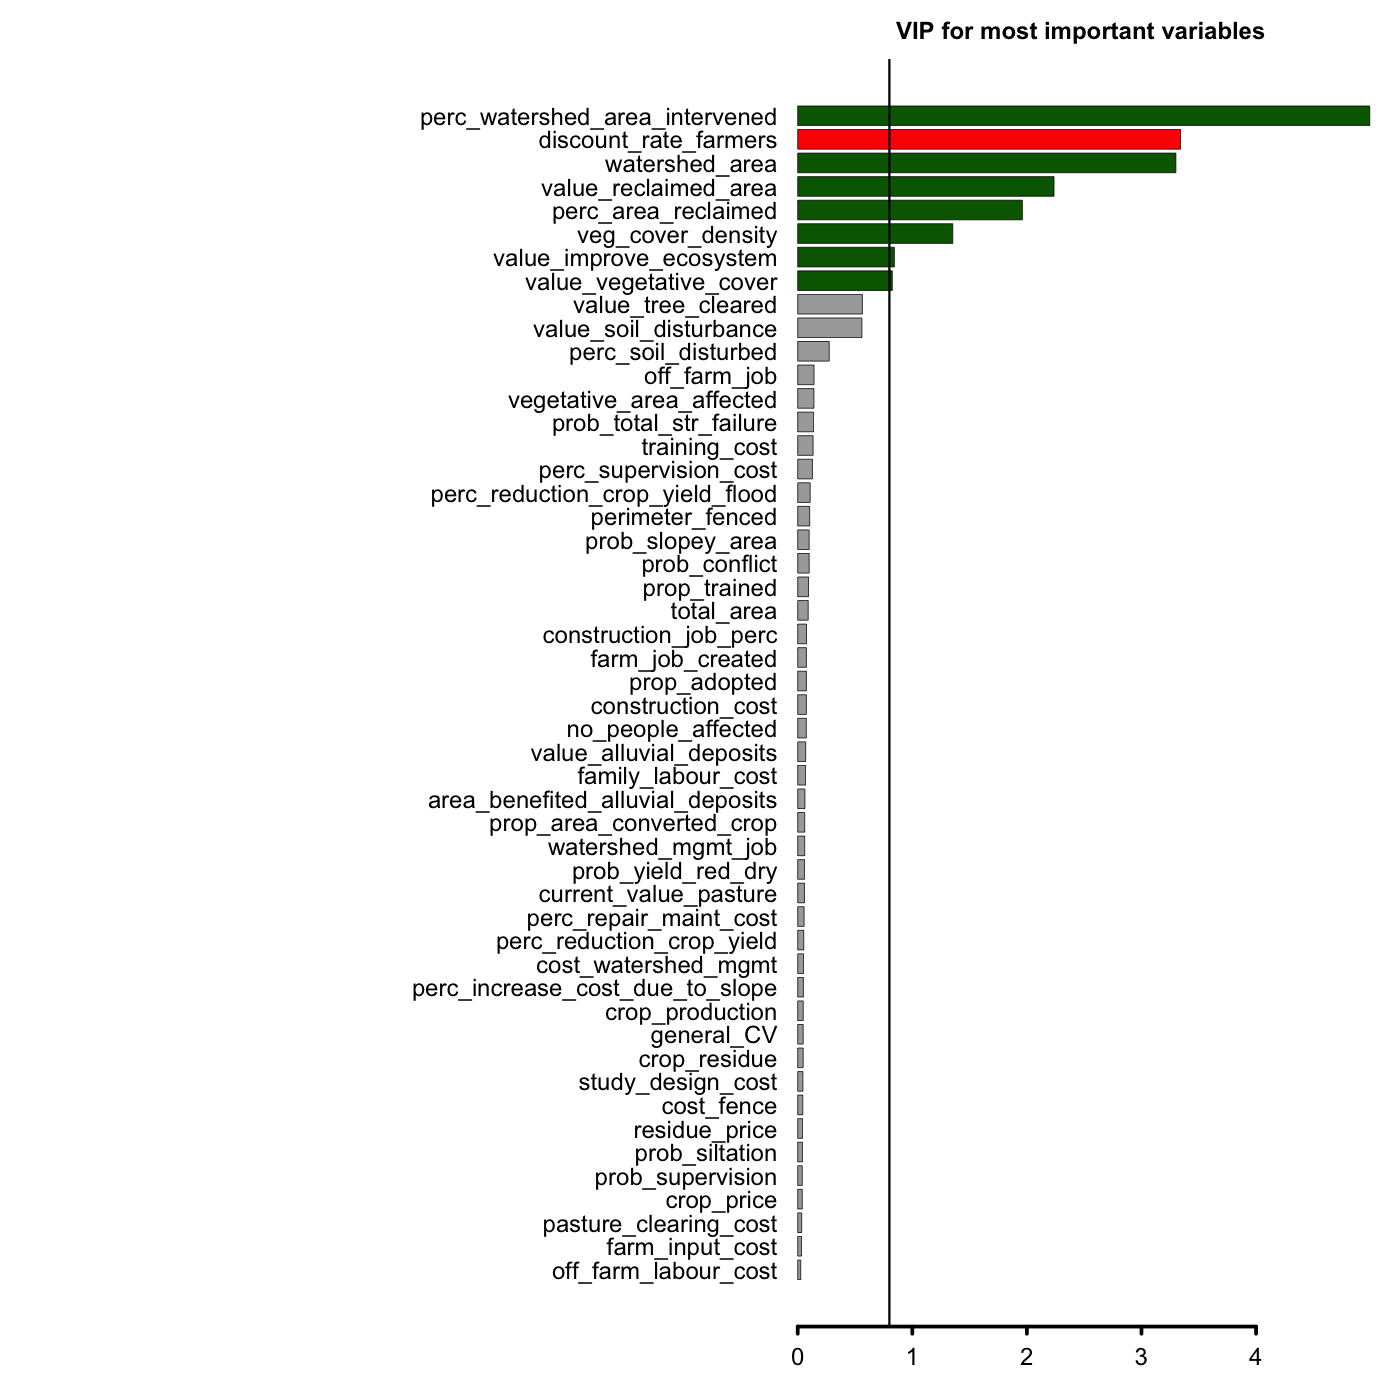 VIP for most important variables
perc_watershed_area_intervened
discount_rate_farmers
watershed_area
value_reclaimed_area
perc_area_reclaimed
veg_cover_density
value_improve_ecosystem
value_vegetative_cover
value_tree_cleared
value_soil_disturbance
perc_soil_disturbed
off_farm_job
vegetative_area_affected
prob_total_str_failure
training_cost
perc_supervision_cost
perc_reduction_crop_yield_flood
perimeter_fenced
prob_slopey_area
prob_conflict
prop_trained
total_area
construction_job_perc
farm_job_created
prop_adopted
construction_cost
no_people_affected
value_alluvial_deposits
family_labour_cost
area_benefited_alluvial_deposits
prop_area_converted_crop
watershed_mgmt_job
prob_yield_red_dry
current_value_pasture
perc_repair_maint_cost
perc_reduction_crop_yield
cost_watershed_mgmt
perc_increase_cost_due_to_slope
crop_production
general_CV
crop_residue
study_design_cost
cost_fence
residue_price
prob_siltation
prob_supervision
crop_price
pasture_clearing_cost
farm_input_cost
off_farm_labour_cost
0 1 2 3 4